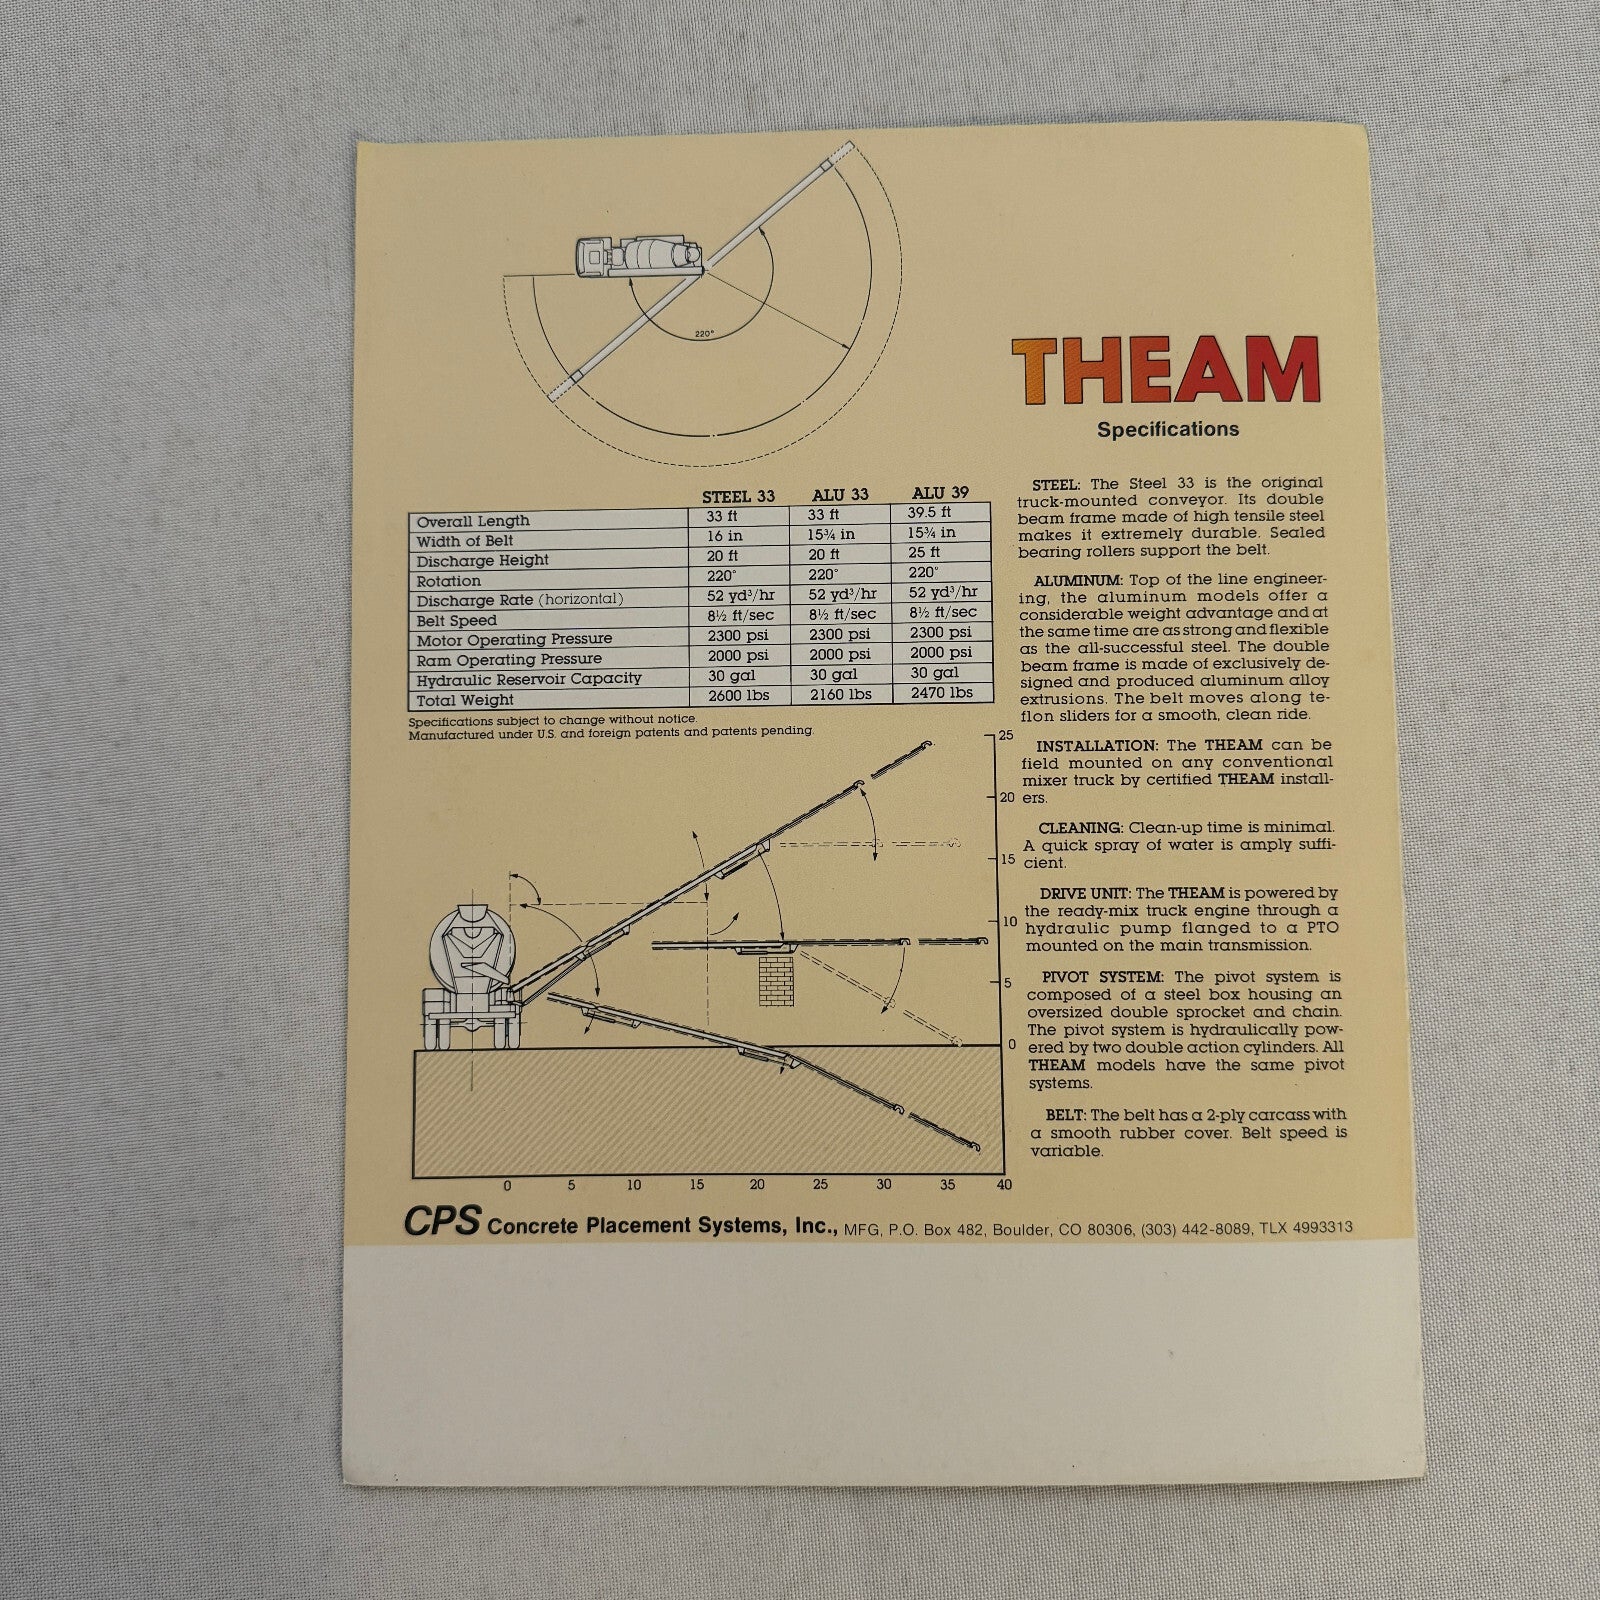 220°
THEAM
Specifications
STEEL 33 ALU 33 ALU 39
Overall Length 33 ft 33 ft 39.5 ft
Width of Belt 16 in 15¾ in 15¾ in
Discharge Height 20 ft 20 ft 25 ft
Rotation 220° 220° 220°
Discharge Rate (horizontal) 52 yd³/hr 52 yd³/hr 52 yd³/hr
Belt Speed 8½ ft/sec 8½ ft/sec 8½ ft/sec
Motor Operating Pressure 2300 psi 2300 psi 2300 psi
Ram Operating Pressure 2000 psi 2000 psi 2000 psi
Hydraulic Reservoir Capacity 30 gal 30 gal 30 gal
Total Weight 2600 lbs 2160 lbs 2470 lbs
Specifications subject to change without notice.
Manufactured under U.S. and foreign patents and patents pending.
25
20
15
10
5
0
0 5 10 15 20 25 30 35 40
STEEL: The Steel 33 is the original
truck-mounted conveyor. Its double
beam frame made of high tensile steel
makes it extremely durable. Sealed
bearing rollers support the belt.
ALUMINUM: Top of the line engineer-
ing, the aluminum models offer a
considerable weight advantage and at
the same time are as strong and flexible
as the all-successful steel. The double
beam frame is made of exclusively de-
signed and produced aluminum alloy
extrusions. The belt moves along te-
flon sliders for a smooth, clean ride.
INSTALLATION: The THEAM can be
field mounted on any conventional
mixer truck by certified THEAM install-
ers.
CLEANING: Clean-up time is minimal.
A quick spray of water is amply suffi-
cient.
DRIVE UNIT: The THEAM is powered by
the ready-mix truck engine through a
hydraulic pump flanged to a PTO
mounted on the main transmission.
PIVOT SYSTEM: The pivot system is
composed of a steel box housing an
oversized double sprocket and chain.
The pivot system is hydraulically pow-
ered by two double action cylinders. All
THEAM models have the same pivot
systems.
BELT: The belt has a 2-ply carcass with
a smooth rubber cover. Belt speed is
variable.
CPS Concrete Placement Systems, Inc., MFG, P.O. Box 482, Boulder, CO 80306, (303) 442-8089, TLX 4993313